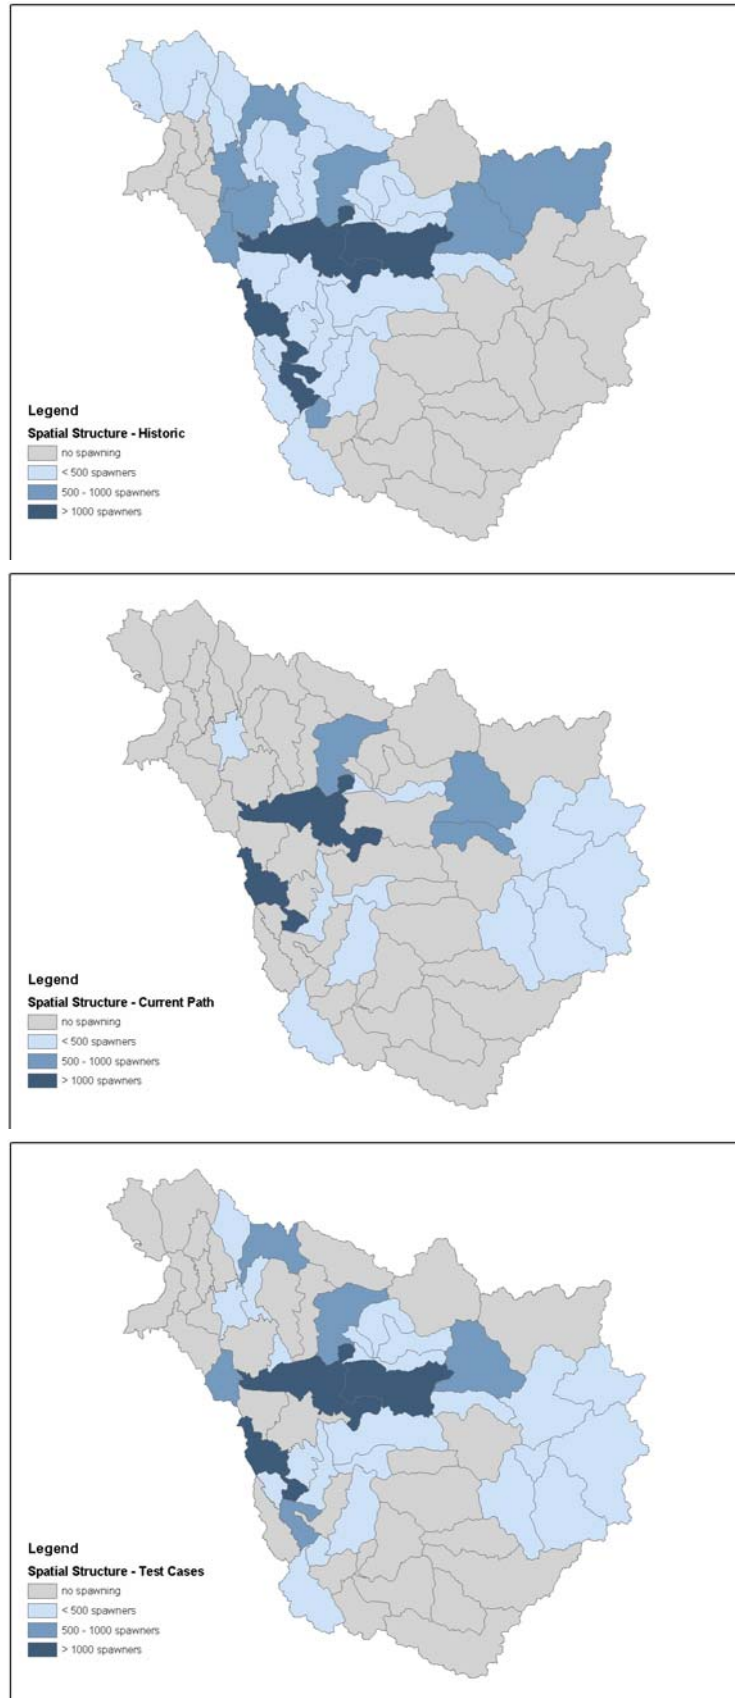 Legend
Spatial Structure - Historic
no spawning
< 500 spawners
500 - 1000 spawners
> 1000 spawners
Legend
Spatial Structure - Current Path
no spawning
< 500 spawners
500 - 1000 spawners
> 1000 spawners
Legend
Spatial Structure - Test Cases
no spawning
< 500 spawners
500 - 1000 spawners
> 1000 spawners